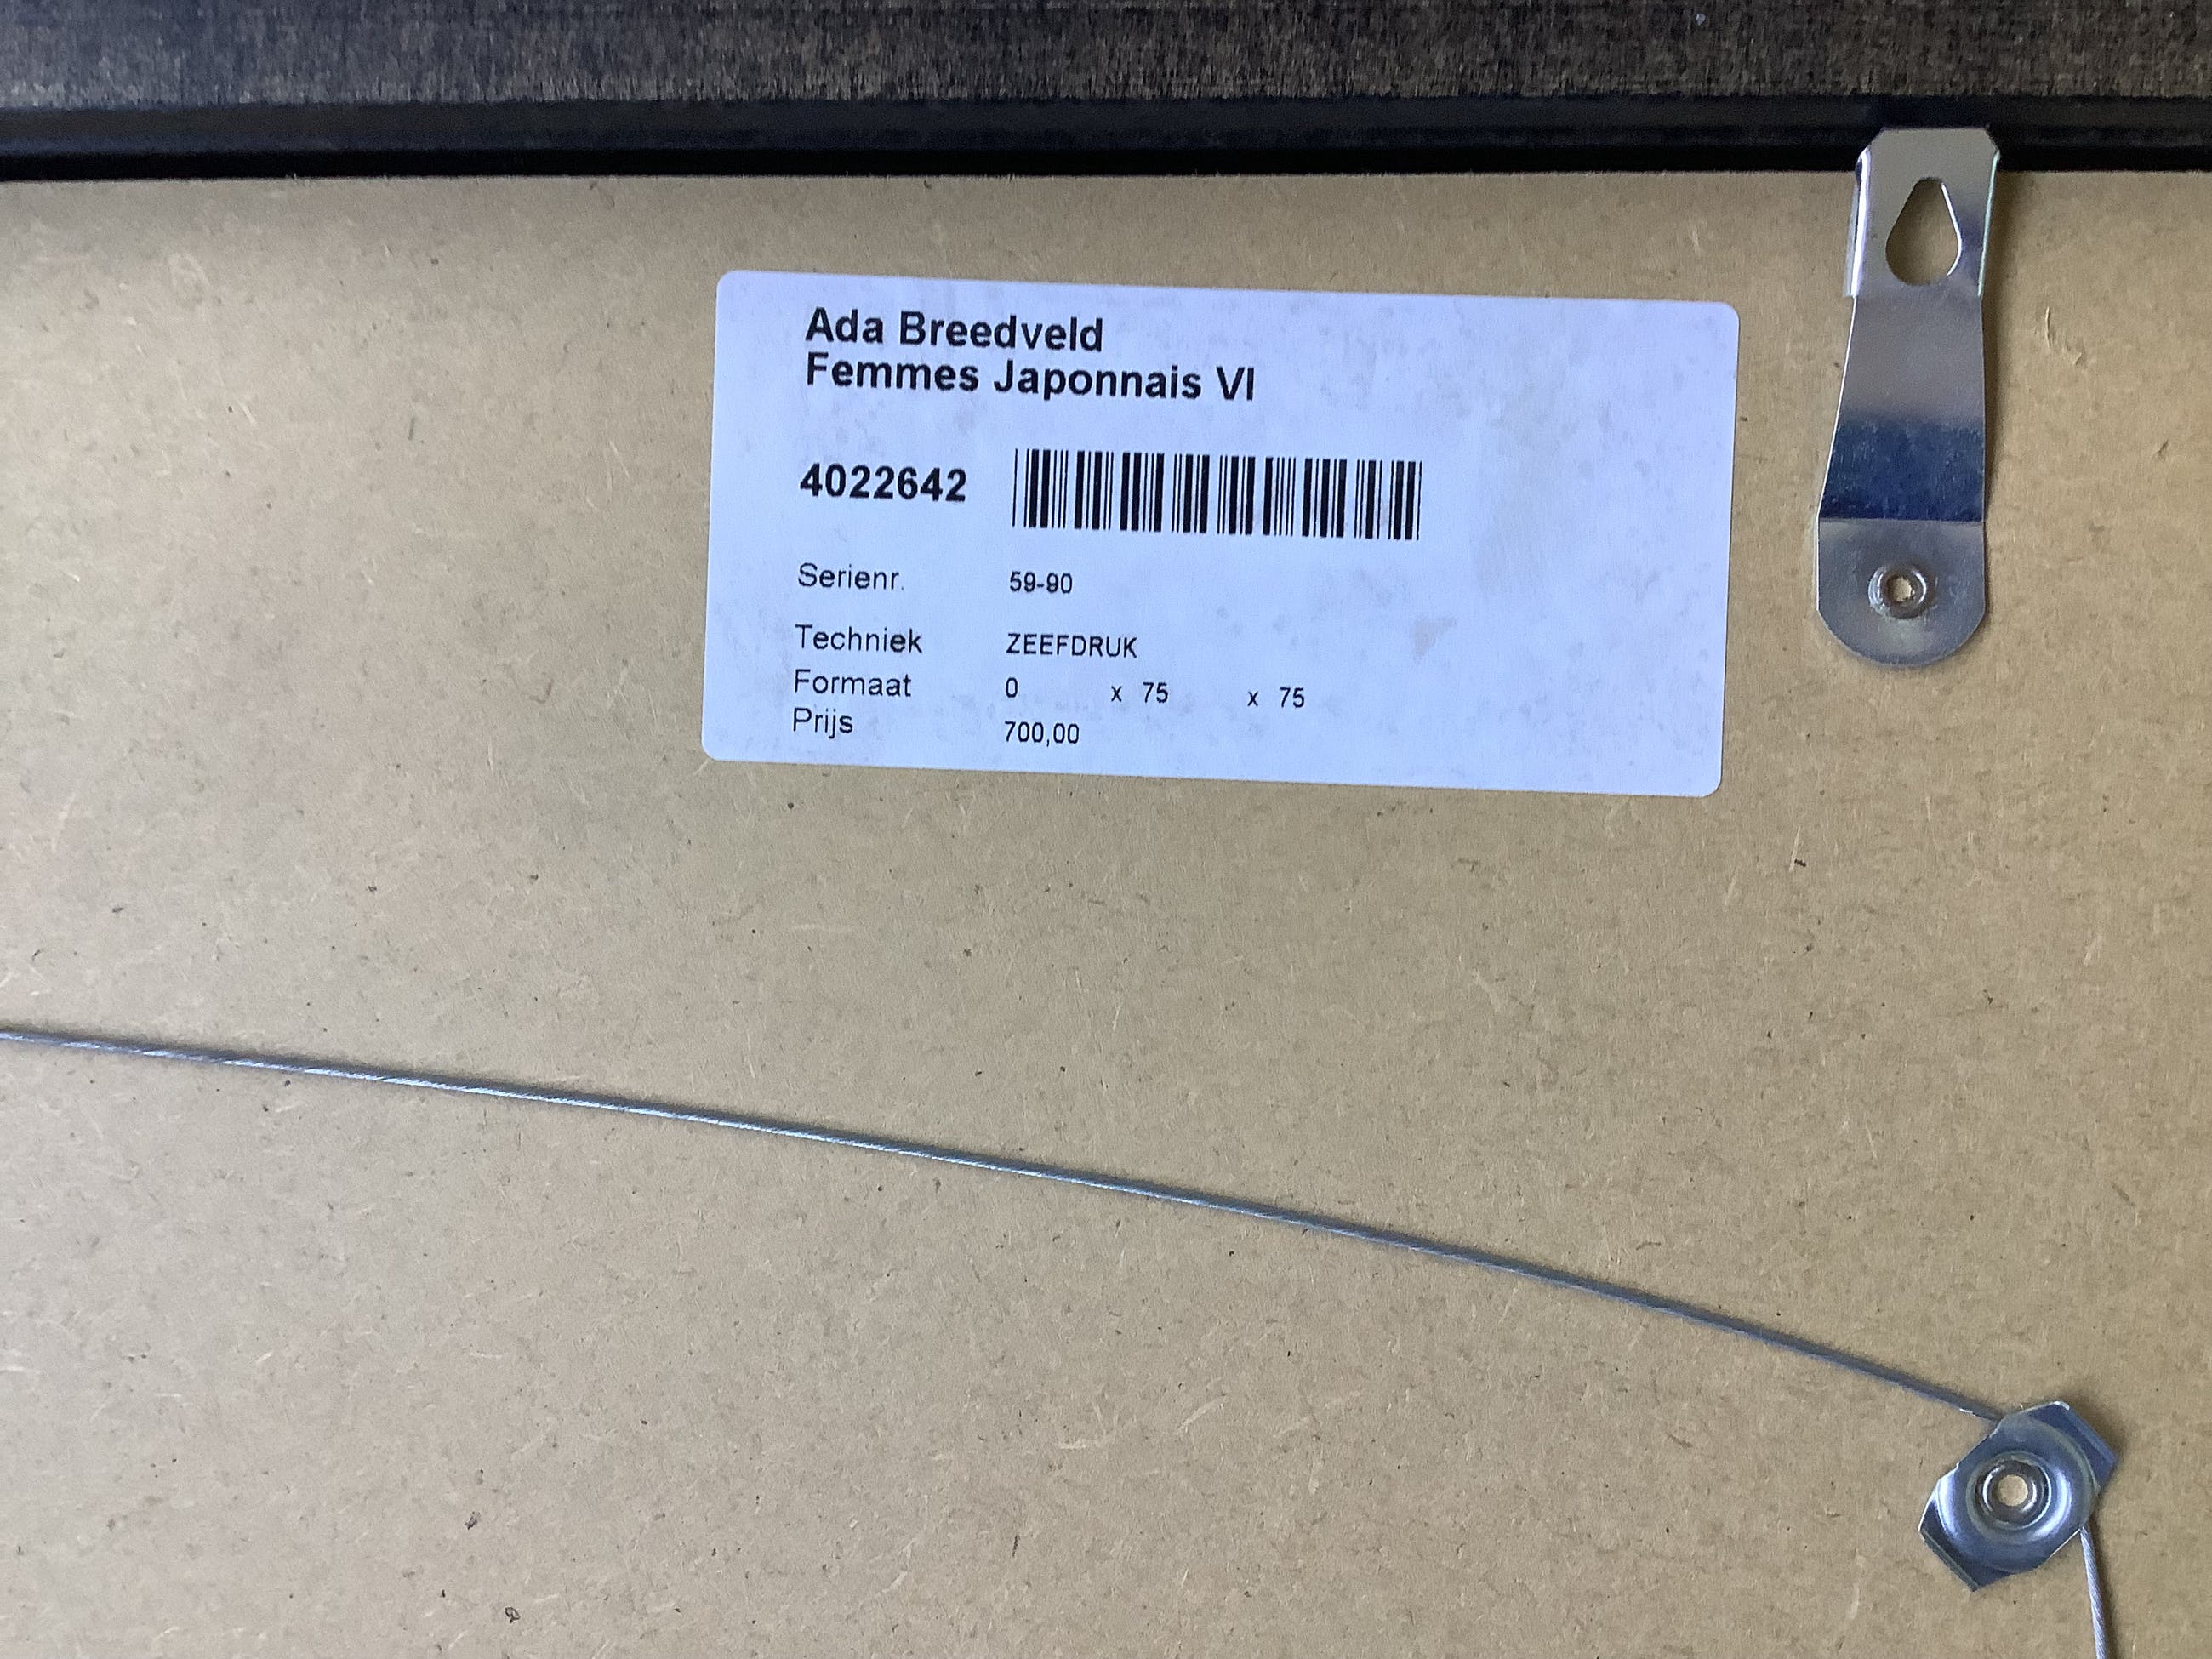 Ada Breedveld
Femmes Japonnais VI
4022642
Serienr. 59-90
Techniek ZEEFDRUK
Formaat 0 x 75 x 75
Prijs 700,00